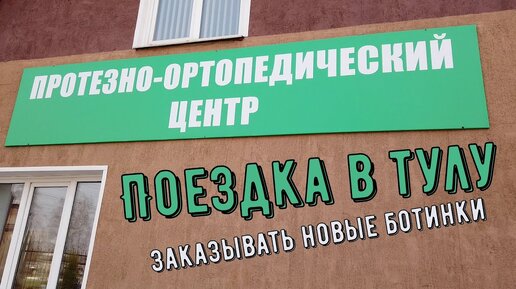 ПРОТЕЗНО-ОРТОПЕДИЧЕСКИЙ
ЦЕНТР
ПОЕЗДКА В ТУЛУ
ЗАКАЗЫВАТЬ НОВЫЕ БОТИНКИ